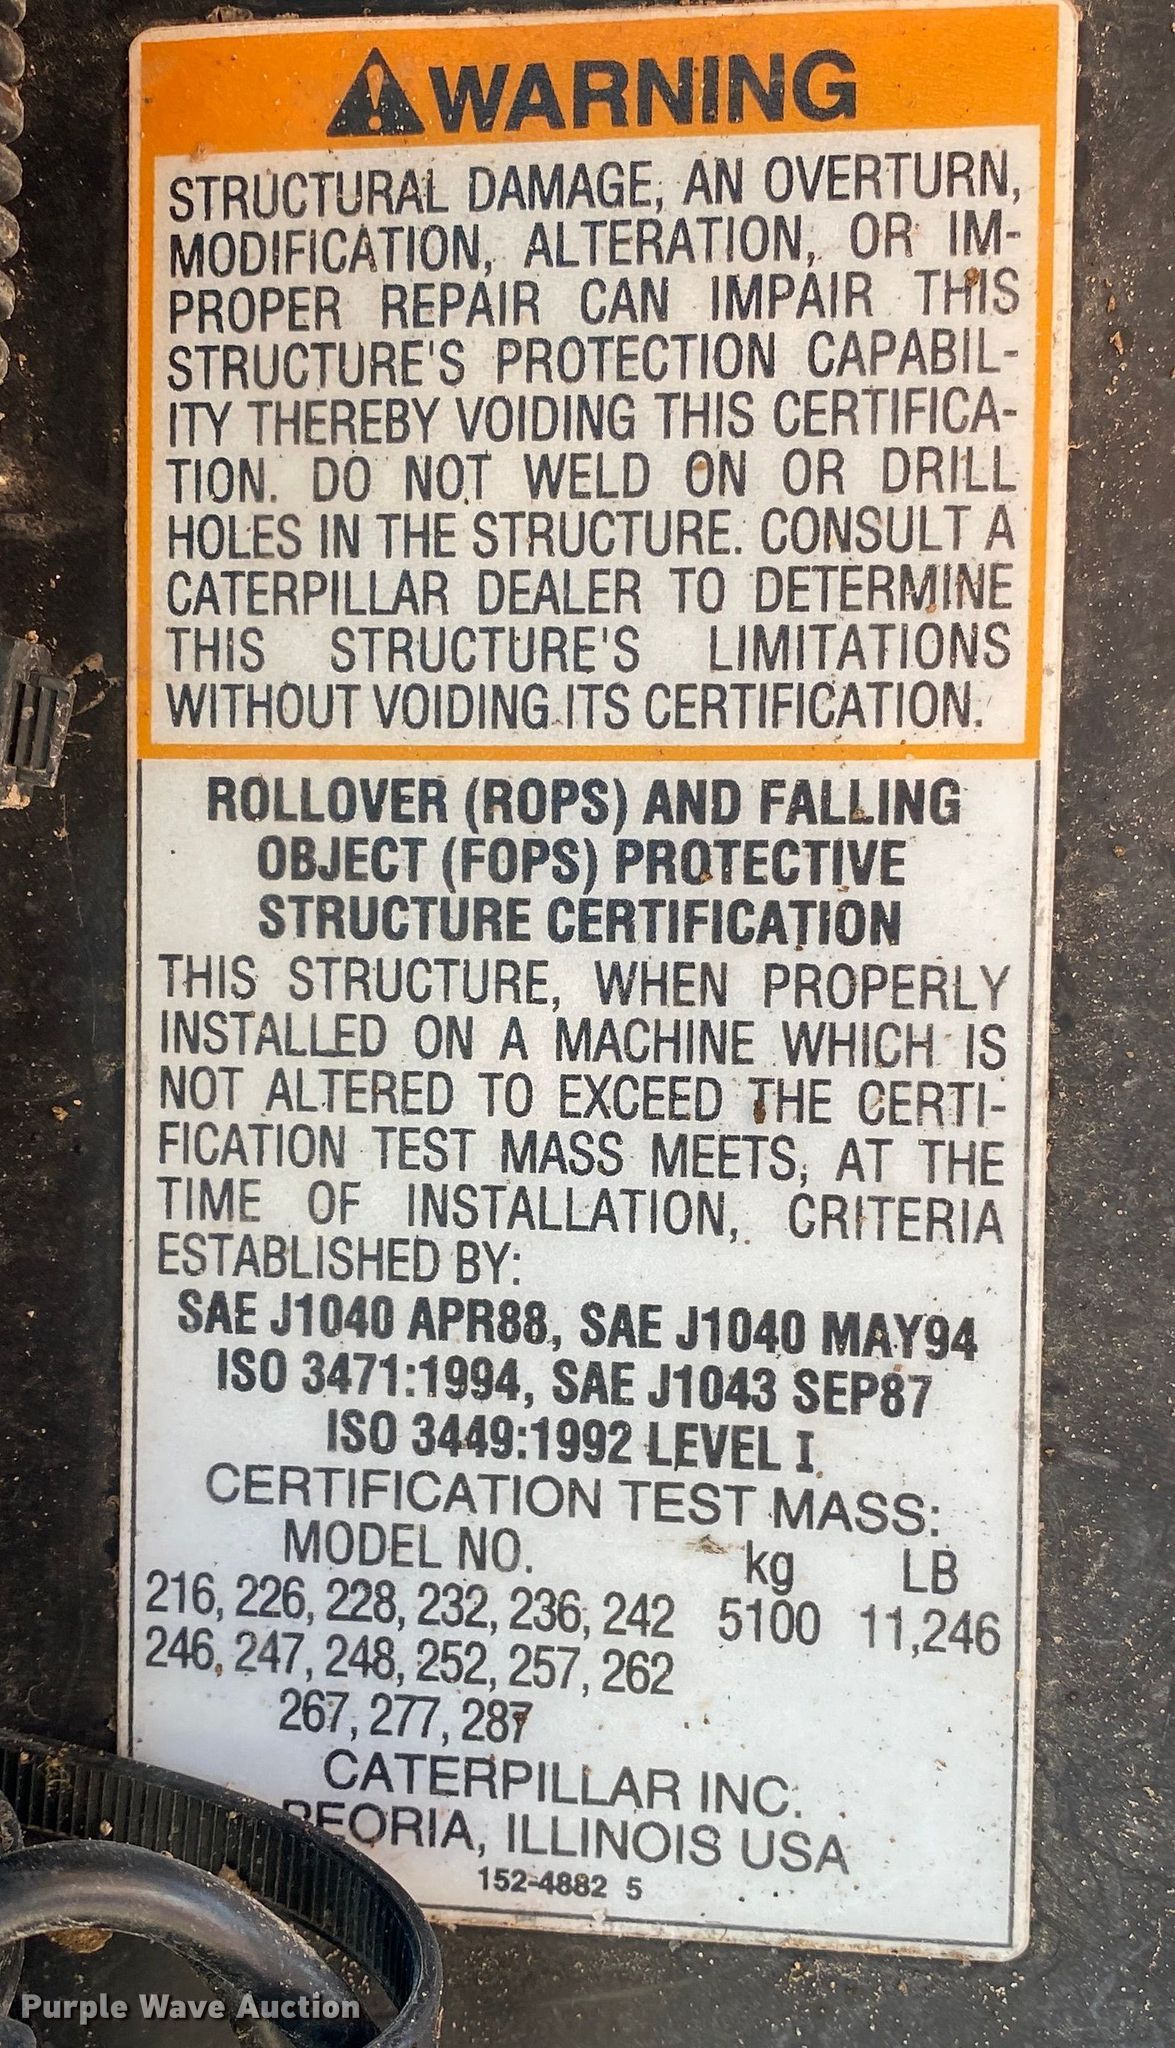 WARNING
STRUCTURAL DAMAGE, AN OVERTURN,
MODIFICATION, ALTERATION, OR IM-
PROPER REPAIR CAN IMPAIR THIS
STRUCTURE'S PROTECTION CAPABIL-
ITY THEREBY VOIDING THIS CERTIFICA-
TION. DO NOT WELD ON OR DRILL
HOLES IN THE STRUCTURE. CONSULT A
CATERPILLAR DEALER TO DETERMINE
THIS STRUCTURE'S LIMITATIONS
WITHOUT VOIDING ITS CERTIFICATION.
ROLLOVER (ROPS) AND FALLING
OBJECT (FOPS) PROTECTIVE
STRUCTURE CERTIFICATION
THIS STRUCTURE, WHEN PROPERLY
INSTALLED ON A MACHINE WHICH IS
NOT ALTERED TO EXCEED THE CERTI-
FICATION TEST MASS MEETS, AT THE
TIME OF INSTALLATION, CRITERIA
ESTABLISHED BY:
SAE J1040 APR88, SAE J1040 MAY94
ISO 3471:1994, SAE J1043 SEP87
ISO 3449:1992 LEVEL I
CERTIFICATION TEST MASS:
MODEL NO. kg LB
216, 226, 228, 232, 236, 242 5100 11,246
246, 247, 248, 252, 257, 262
267, 277, 287
CATERPILLAR INC.
PEORIA, ILLINOIS USA
152-4882 5
Purple Wave Auction